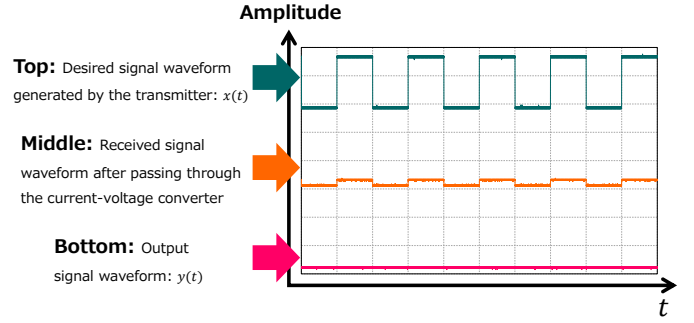 Amplitude
Top: Desired signal waveform
generated by the transmitter: x(t)
Middle: Received signal
waveform after passing through
the current-voltage converter
Bottom: Output
signal waveform: y(t)
t